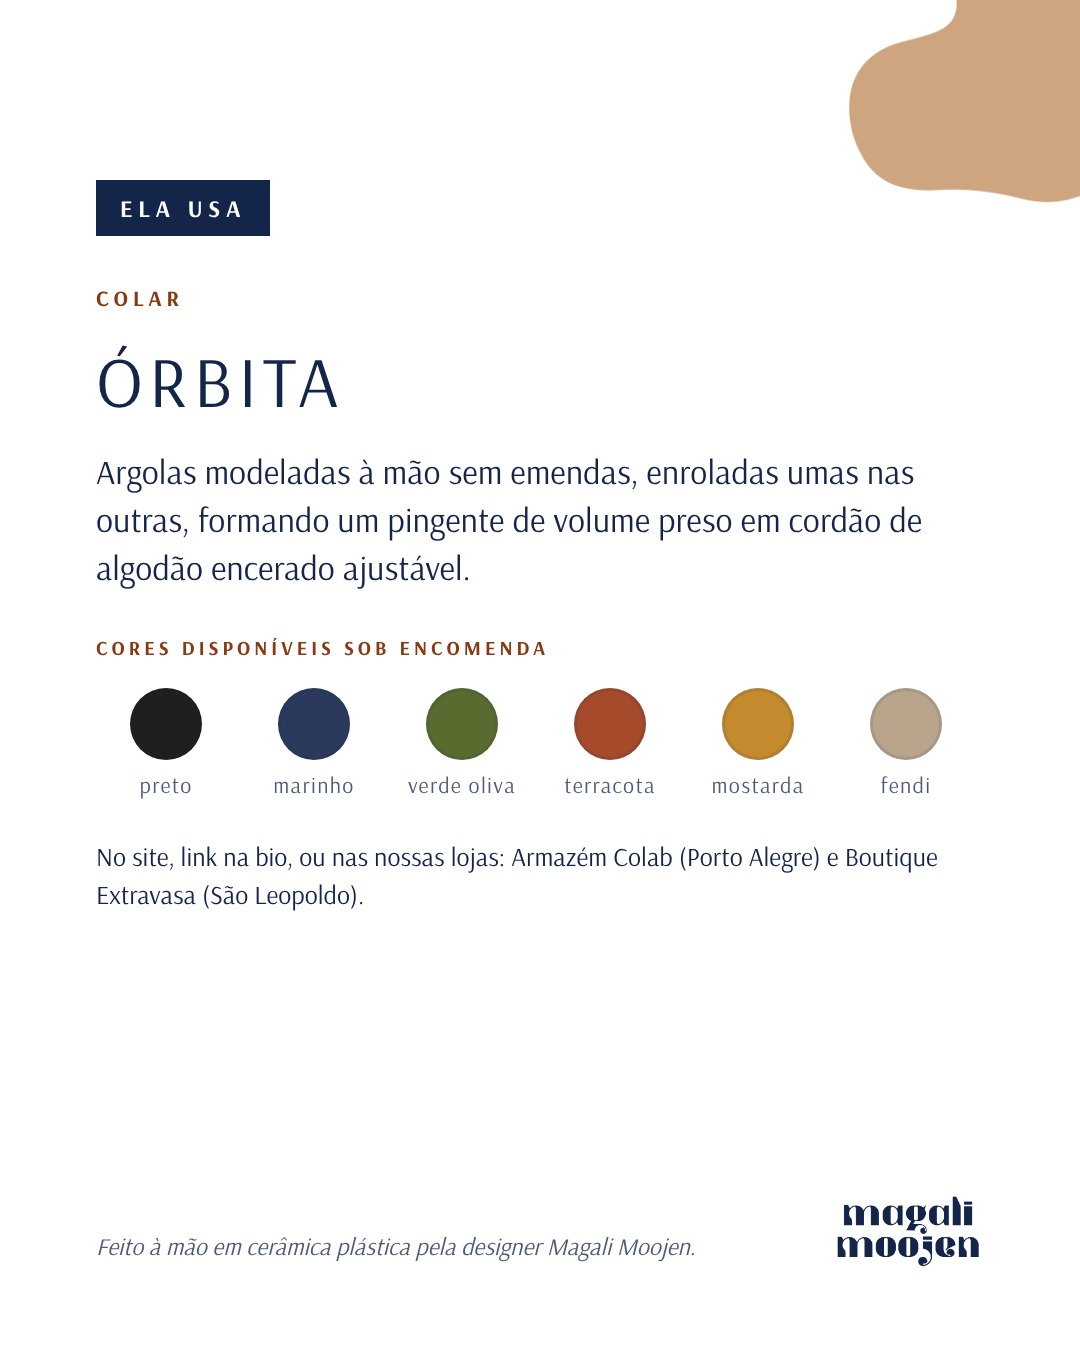 ELA USA
COLAR
ÓRBITA
Argolas modeladas à mão sem emendas, enroladas umas nas
outras, formando um pingente de volume preso em cordão de
algodão encerado ajustável.
CORES DISPONÍVEIS SOB ENCOMENDA
preto marinho verde oliva terracota mostarda fendi
No site, link na bio, ou nas nossas lojas: Armazém Colab (Porto Alegre) e Boutique
Extravasa (São Leopoldo).
Feito à mão em cerâmica plástica pela designer Magali Moojen.
magali
moojen